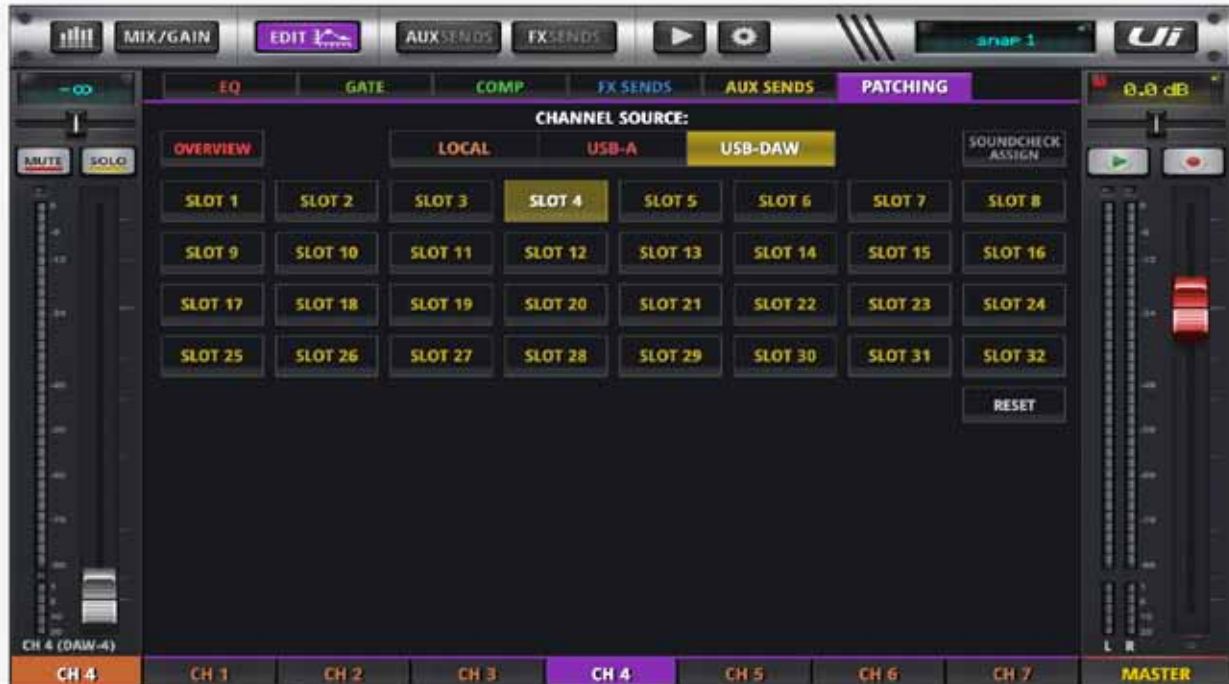 MIX/GAIN EDIT AUXSENDS FXSENDS snap 1 Ui
-∞ EQ GATE COMP FX SENDS AUX SENDS PATCHING 0.0 dB
CHANNEL SOURCE:
MUTE SOLO OVERVIEW LOCAL USB-A USB-DAW SOUNDCHECK
ASSIGN
SLOT 1 SLOT 2 SLOT 3 SLOT 4 SLOT 5 SLOT 6 SLOT 7 SLOT 8
SLOT 9 SLOT 10 SLOT 11 SLOT 12 SLOT 13 SLOT 14 SLOT 15 SLOT 16
SLOT 17 SLOT 18 SLOT 19 SLOT 20 SLOT 21 SLOT 22 SLOT 23 SLOT 24
SLOT 25 SLOT 26 SLOT 27 SLOT 28 SLOT 29 SLOT 30 SLOT 31 SLOT 32
RESET
CH 4 (DAW-4) L R
CH 4 CH 1 CH 2 CH 3 CH 4 CH 5 CH 6 CH 7 MASTER